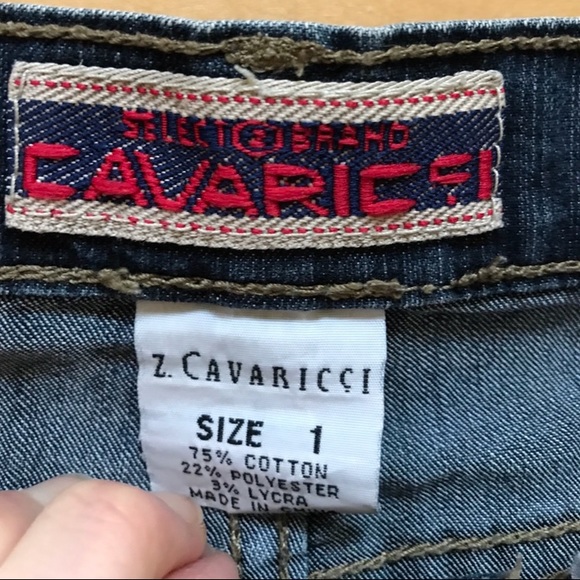 SELECT Z BRAND
CAVARICCI
Z. CAVARICCI
SIZE 1
75% COTTON
22% POLYESTER
3% LYCRA
MADE IN